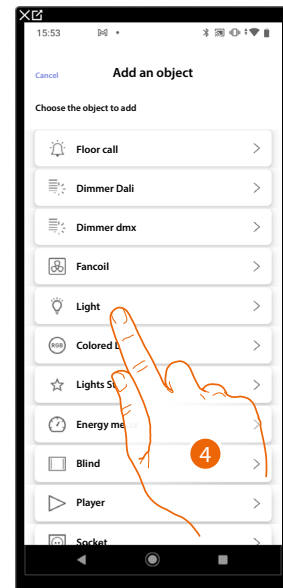 15:53
Cancel
Add an object
Choose the object to add
Floor call
Dimmer Dali
Dimmer dmx
Fancoil
Light
RGB Colored
Lights
Energy
4
Blind
Player
Socket